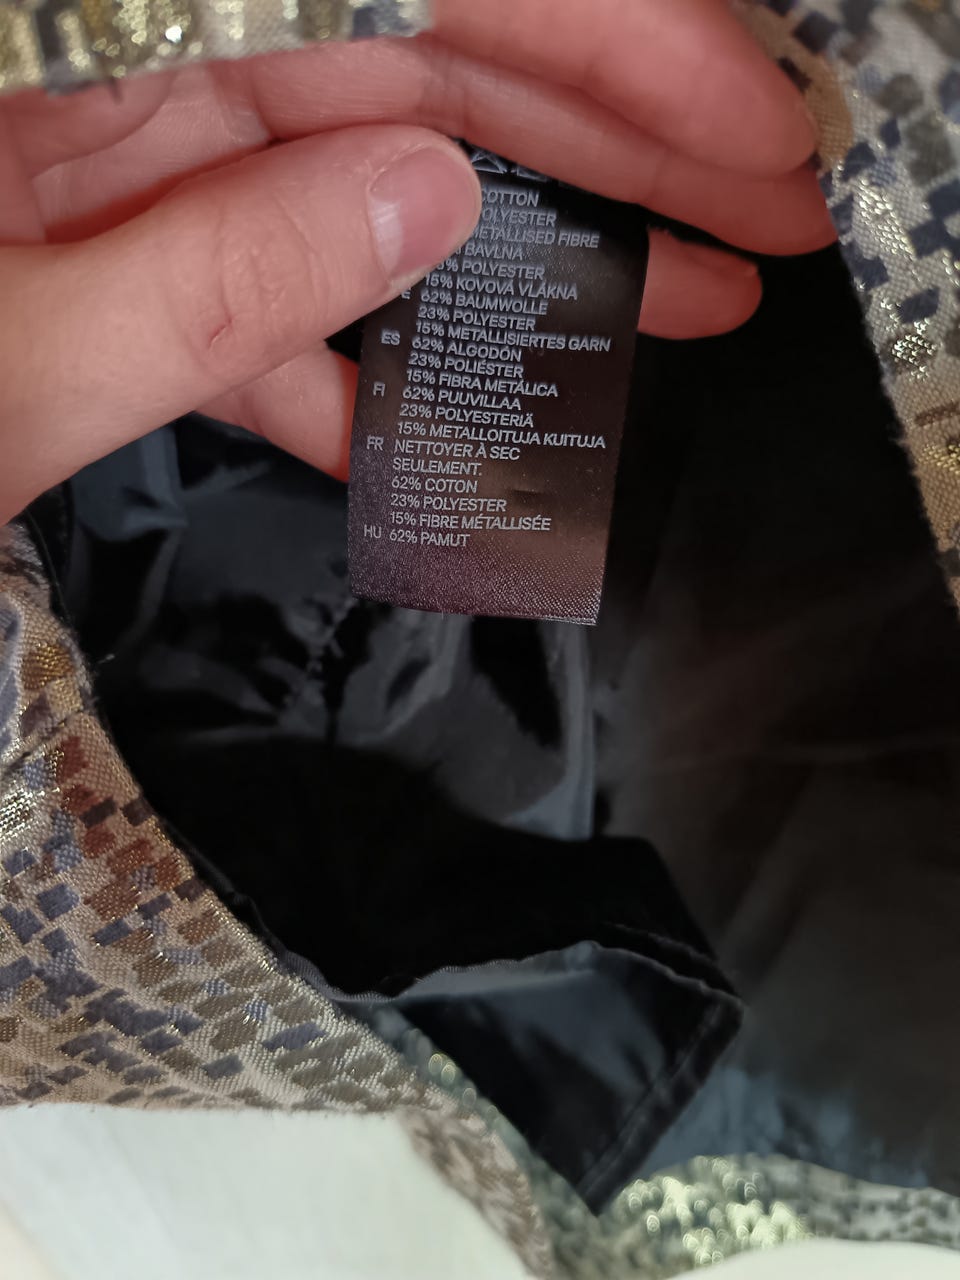 COTTON
POLYESTER
METALLISED FIBRE
BAVLNA
POLYESTER
15% KOVOVÁ VLÁKNA
62% BAUMWOLLE
23% POLYESTER
15% METALLISIERTES GARN
ES 62% ALGODÓN
23% POLIÉSTER
15% FIBRA METÁLICA
FI 62% PUUVILLAA
23% POLYESTERIÄ
15% METALLOITUJA KUITUJA
FR NETTOYER À SEC
SEULEMENT.
62% COTON
23% POLYESTER
15% FIBRE MÉTALLISÉE
HU 62% PAMUT